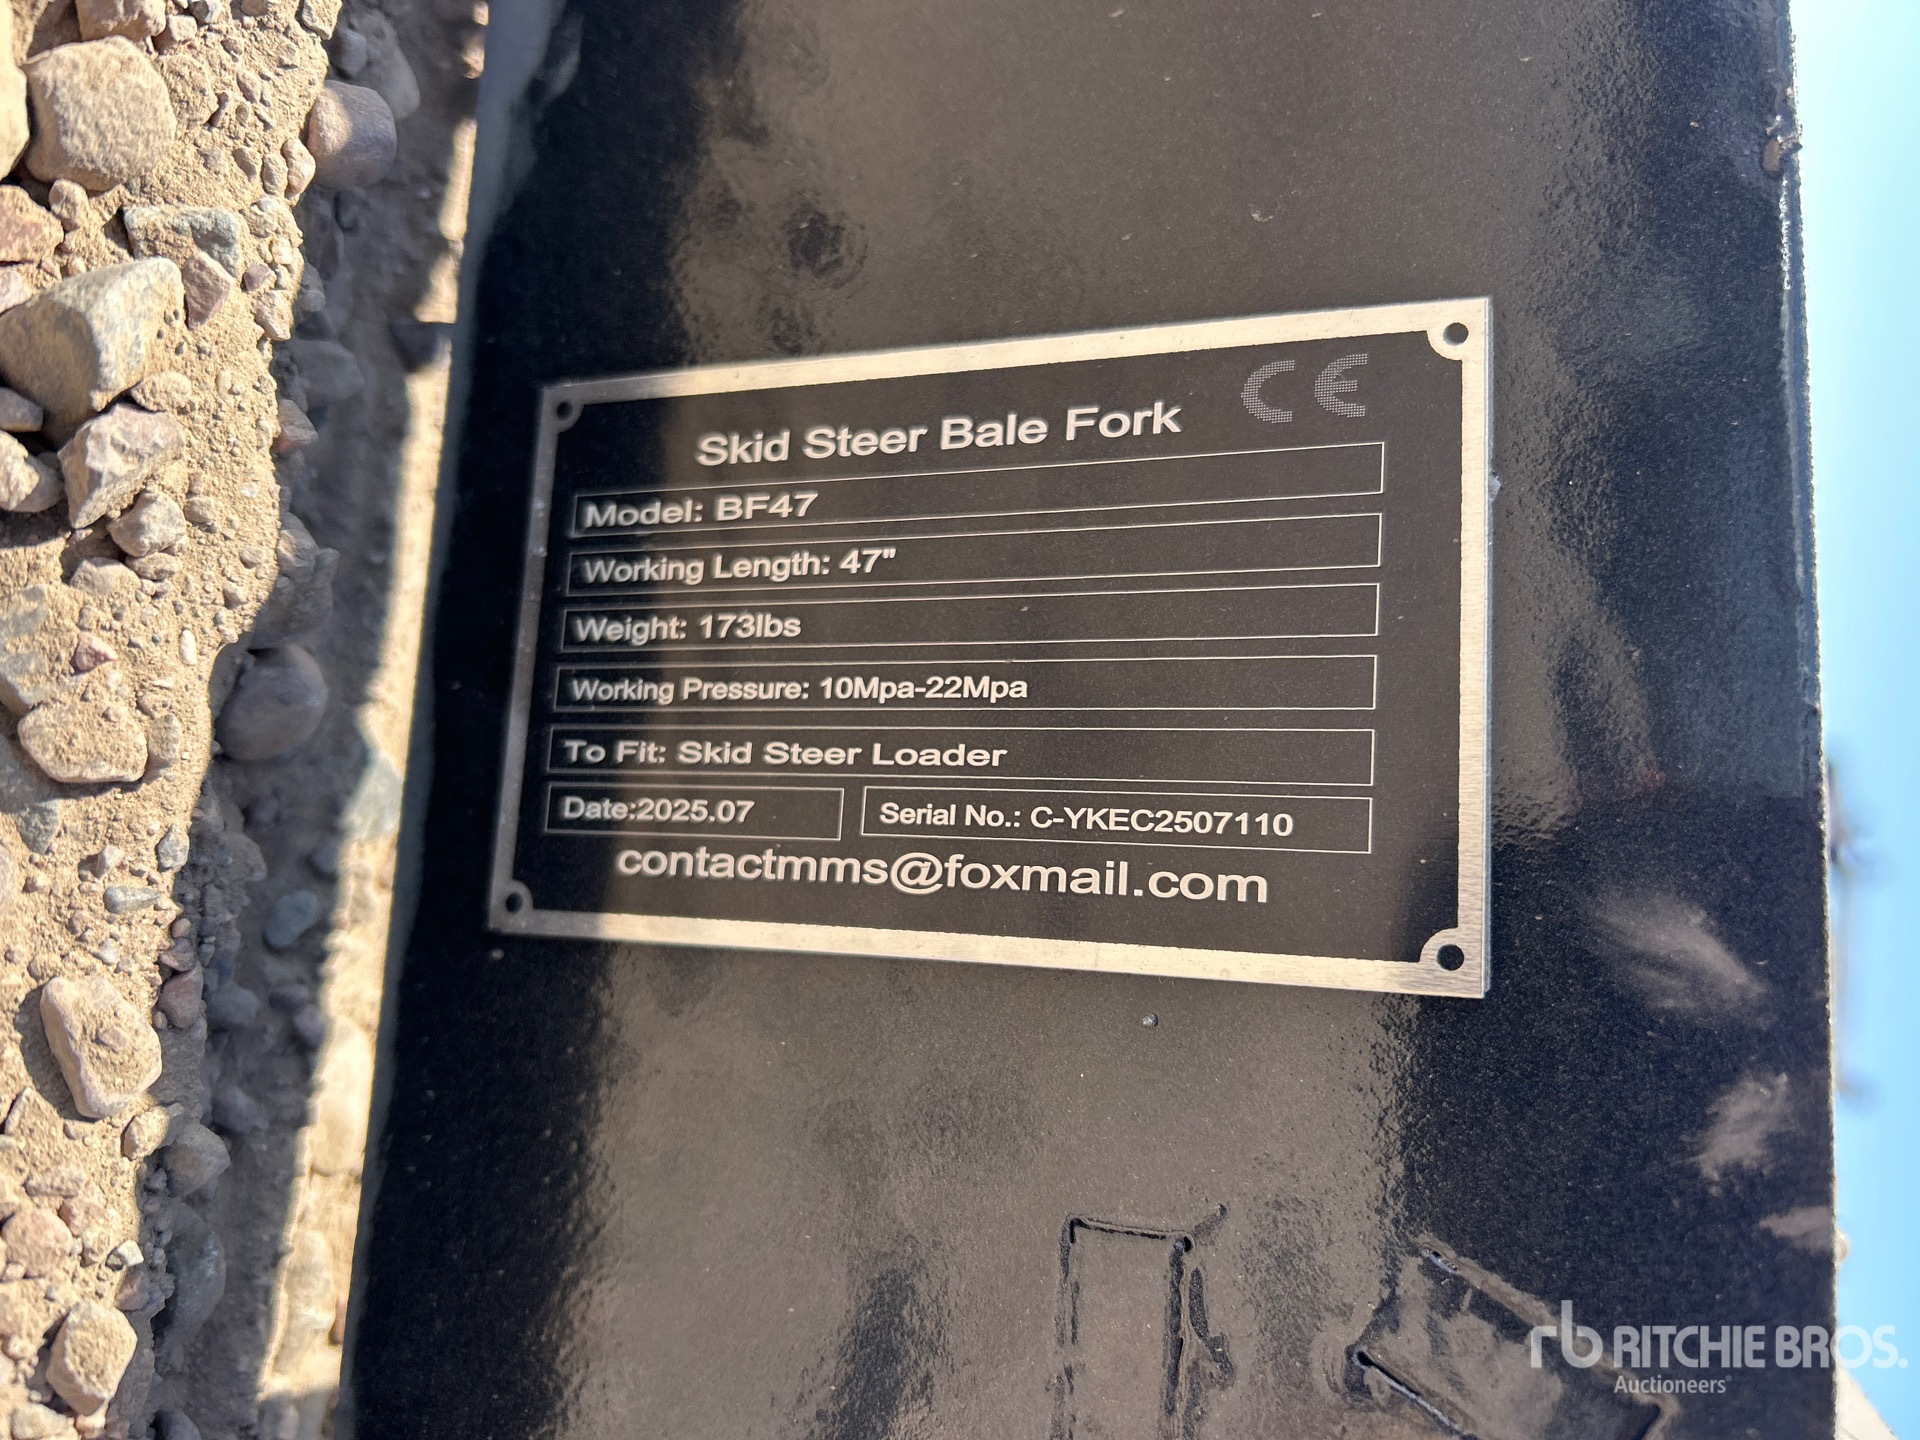 Skid Steer Bale Fork CE
Model: BF47
Working Length: 47"
Weight: 173lbs
Working Pressure: 10Mpa-22Mpa
To Fit: Skid Steer Loader
Date:2025.07 Serial No.: C-YKEC2507110
contactmms@foxmail.com
rb RITCHIE BROS.
Auctioneers